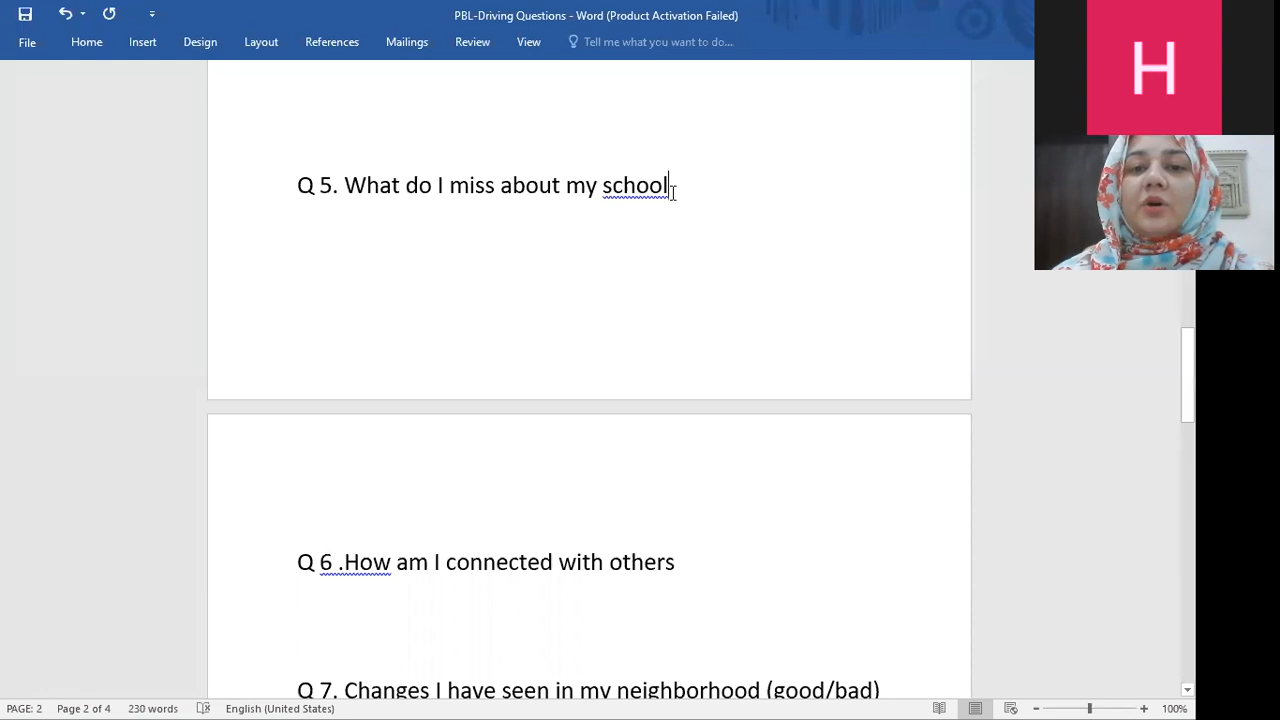 PBL-Driving Questions - Word (Product Activation Failed)
File Home Insert Design Layout References Mailings Review View Tell me what you want to do...
H
Q 5. What do I miss about my school
Q 6 .How am I connected with others
Q 7. Changes I have seen in my neighborhood (good/bad)
PAGE: 2 Page 2 of 4 230 words English (United States) 100%